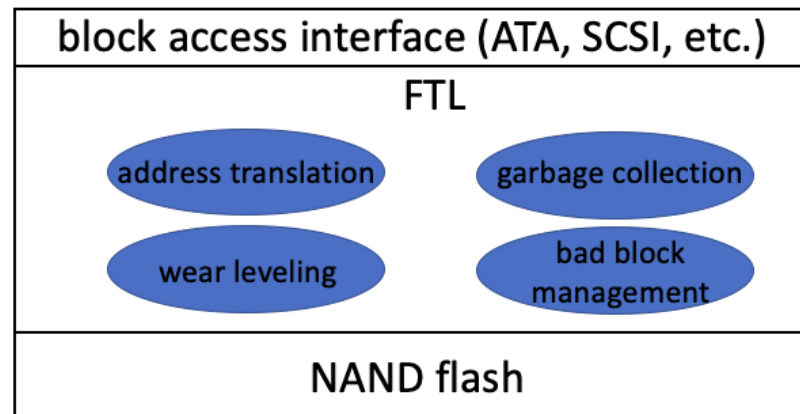 block access interface (ATA, SCSI, etc.)
FTL
address translation
garbage collection
wear leveling
bad block
management
NAND flash